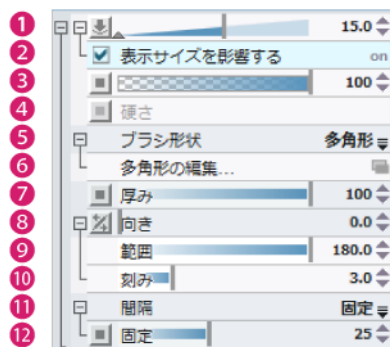 1 15.0
2 表示サイズを影響する on
3 100
4 硬さ
5 ブラシ形状 多角形
6 多角形の編集...
7 厚み 100
8 向き 0.0
9 範囲 180.0
10 刻み 3.0
11 間隔 固定
12 固定 25